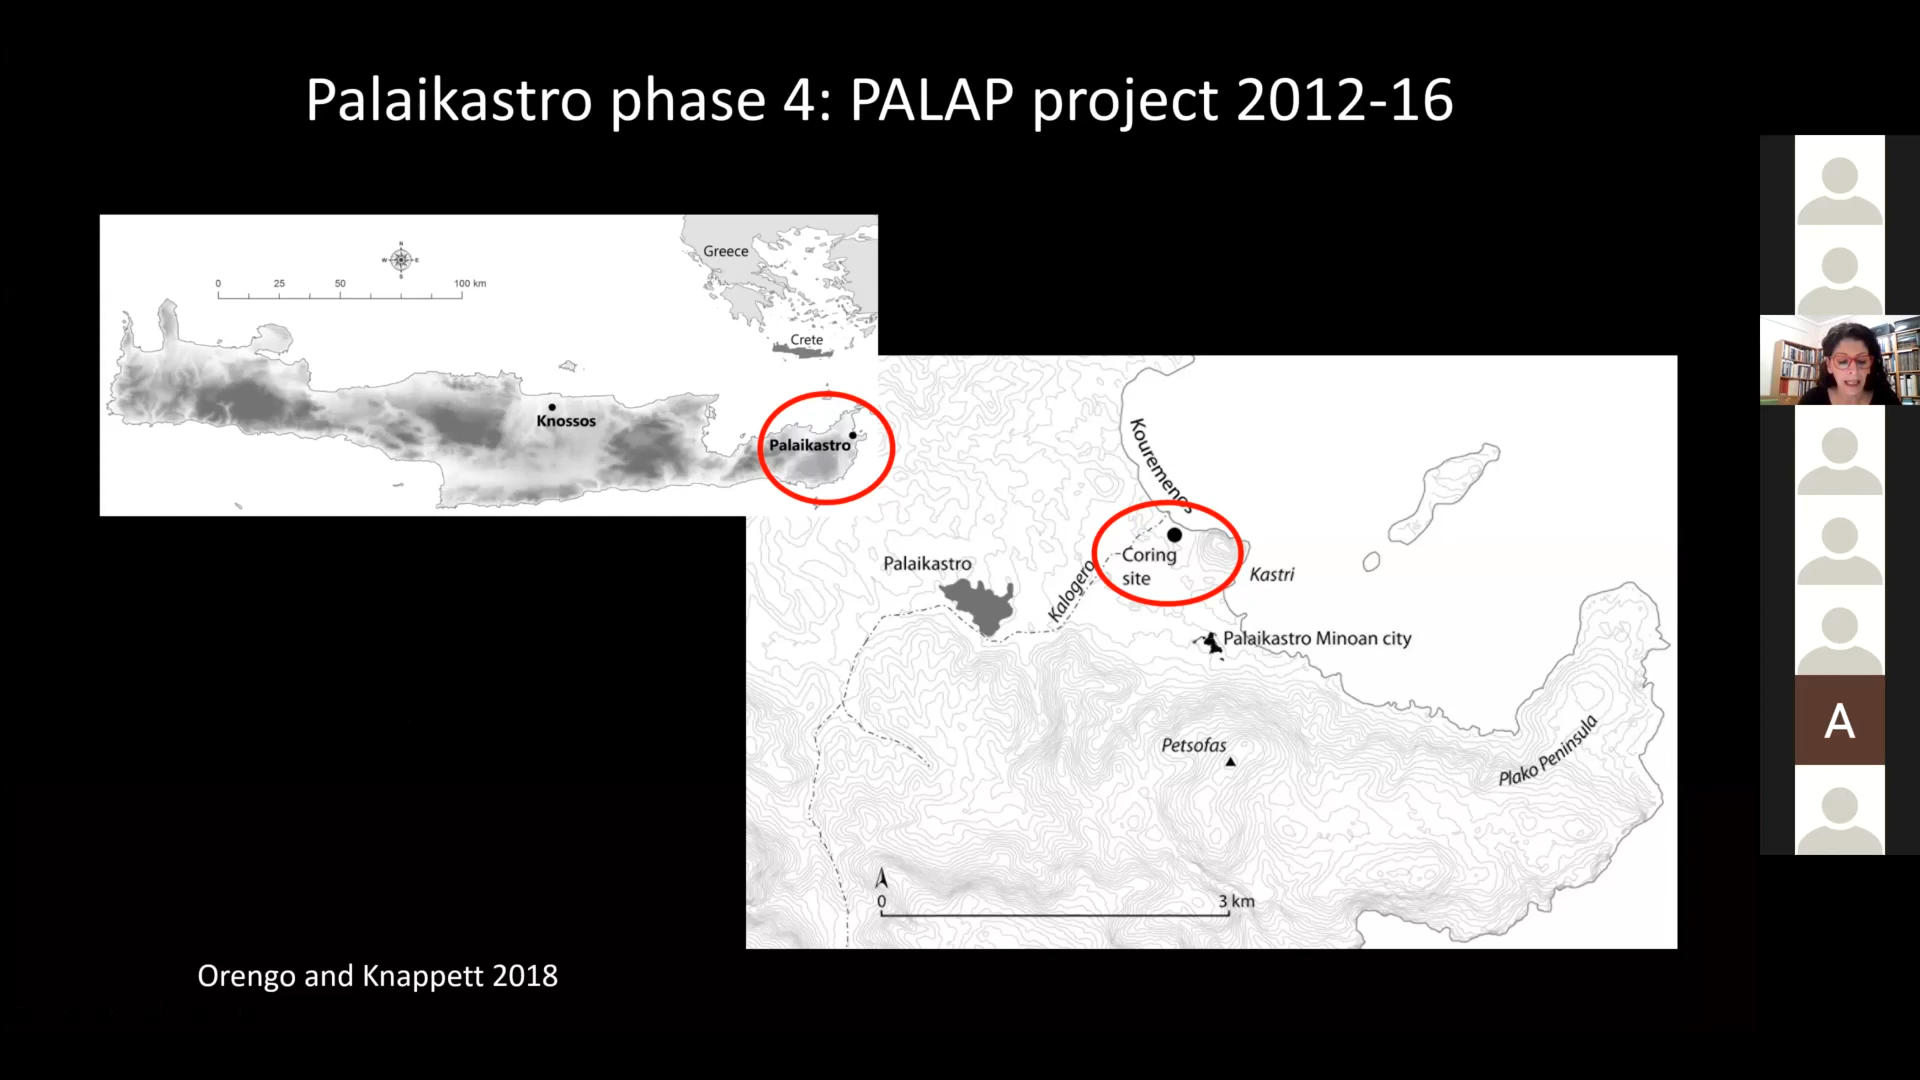 Palaikastro phase 4: PALAP project 2012-16
Greece
N
W
E
S
0 25 50 100 km
Crete
Knossos
Palaikastro
Kouremenos
Palaikastro
Coring
site
Kalogero
Kastri
Palaikastro Minoan city
Petsofas
Plako Peninsula
0 3 km
A
Orengo and Knappett 2018